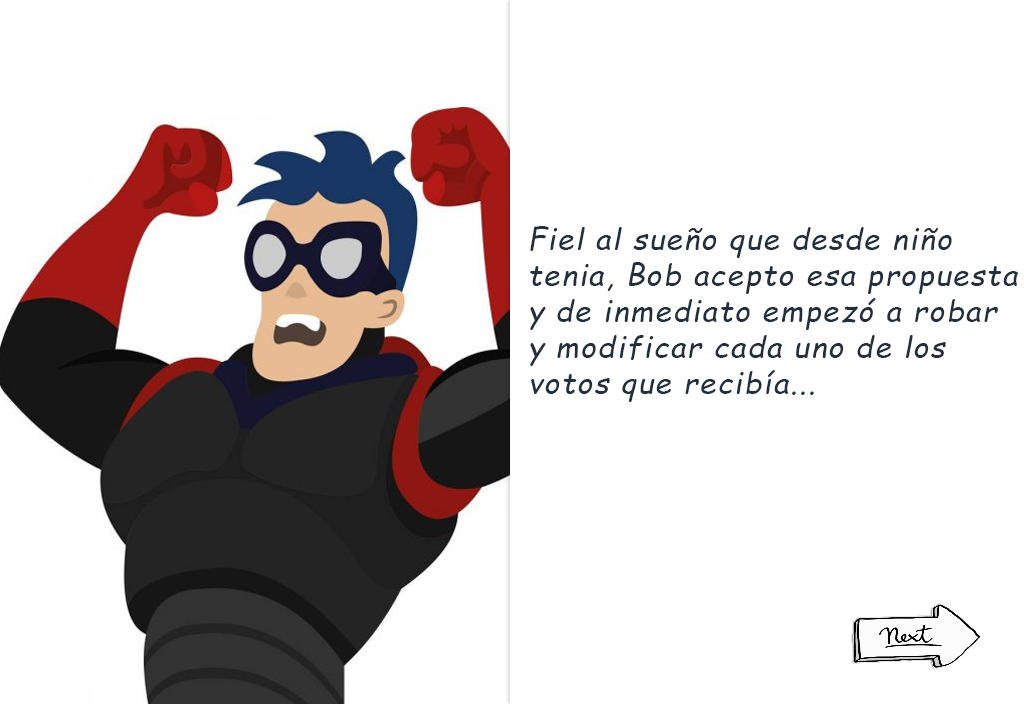 Fiel al sueño que desde niño
tenia, Bob acepto esa propuesta
y de inmediato empezó a robar
y modificar cada uno de los
votos que recibía...
Next